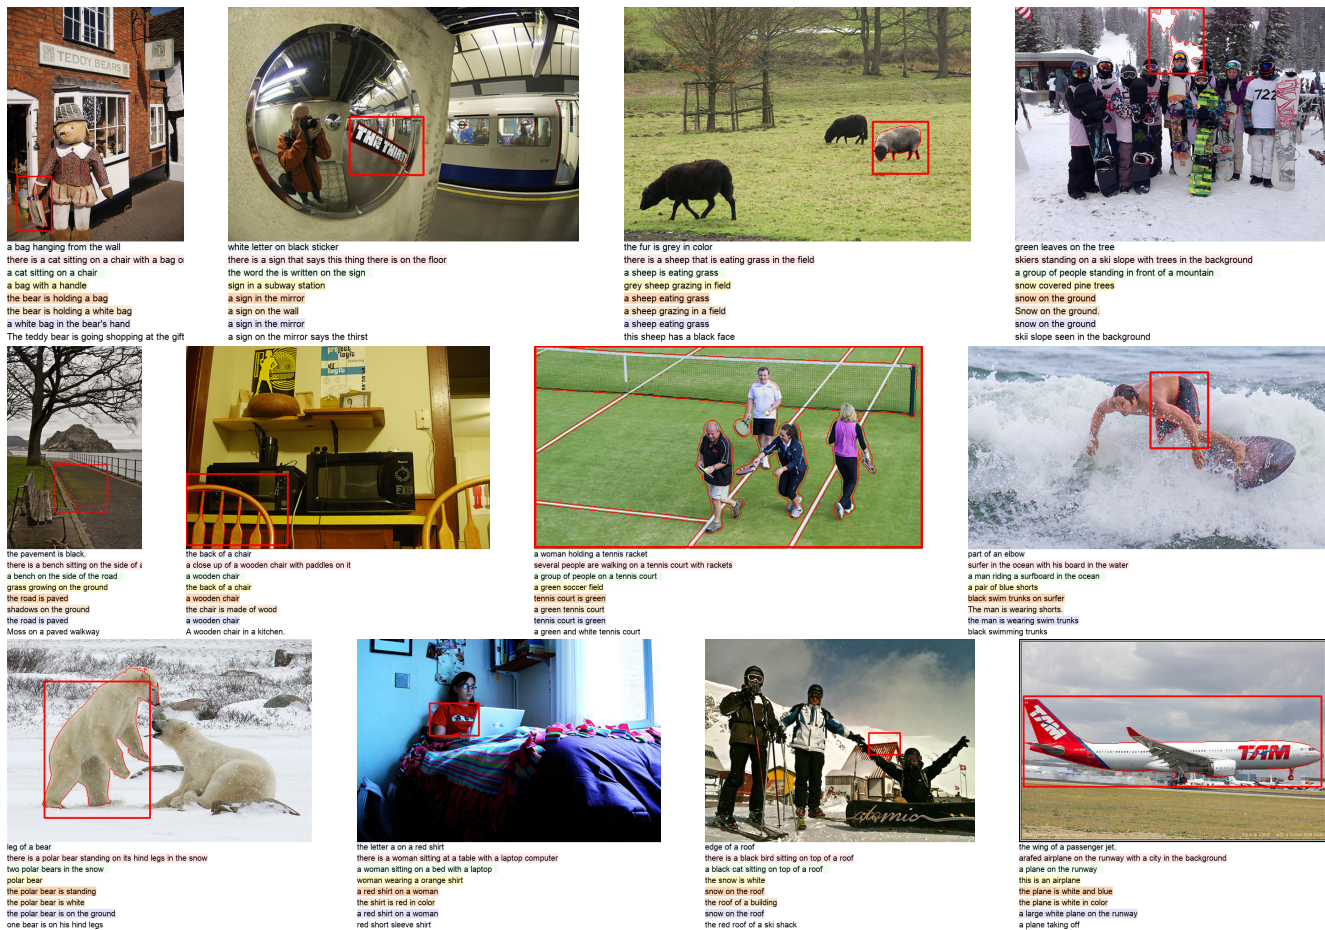 TEDDY BEARS
THIS THIRST
722
a bag hanging from the wall
there is a cat sitting on a chair with a bag o
a cat sitting on a chair
a bag with a handle
the bear is holding a bag
the bear is holding a white bag
a white bag in the bear's hand
The teddy bear is going shopping at the gift
white letter on black sticker
there is a sign that says this thing there is on the floor
the word the is written on the sign
sign in a subway station
a sign in the mirror
a sign on the wall
a sign in the mirror
a sign on the mirror says the thirst
the fur is grey in color
there is a sheep that is eating grass in the field
a sheep is eating grass
grey sheep grazing in field
a sheep eating grass
a sheep grazing in a field
a sheep eating grass
this sheep has a black face
green leaves on the tree
skiers standing on a ski slope with trees in the background
a group of people standing in front of a mountain
snow covered pine trees
snow on the ground
Snow on the ground.
snow on the ground
skii slope seen in the background
project
logic
the pavement is black.
there is a bench sitting on the side of a
a bench on the side of the road
grass growing on the ground
the road is paved
shadows on the ground
the road is paved
Moss on a paved walkway
the back of a chair
a close up of a wooden chair with paddles on it
a wooden chair
the back of a chair
a wooden chair
the chair is made of wood
a wooden chair
A wooden chair in a kitchen.
a woman holding a tennis racket
several people are walking on a tennis court with rackets
a group of people on a tennis court
a green soccer field
tennis court is green
a green tennis court
tennis court is green
a green and white tennis court
part of an elbow
surfer in the ocean with his board in the water
a man riding a surfboard in the ocean
a pair of blue shorts
black swim trunks on surfer
The man is wearing shorts.
the man is wearing swim trunks
black swimming trunks
domic
TAM
TAM
leg of a bear
there is a polar bear standing on its hind legs in the snow
two polar bears in the snow
polar bear
the polar bear is standing
the polar bear is white
the polar bear is on the ground
one bear is on his hind legs
the letter a on a red shirt
there is a woman sitting at a table with a laptop computer
a woman sitting on a bed with a laptop
woman wearing a orange shirt
a red shirt on a woman
the shirt is red in color
a red shirt on a woman
red short sleeve shirt
edge of a roof
there is a black bird sitting on top of a roof
a black cat sitting on top of a roof
the snow is white
snow on the roof
the roof of a building
snow on the roof
the red roof of a ski shack
the wing of a passenger jet.
arafed airplane on the runway with a city in the background
a plane on the runway
this is an airplane
the plane is white and blue
the plane is white in color
a large white plane on the runway
a plane taking off